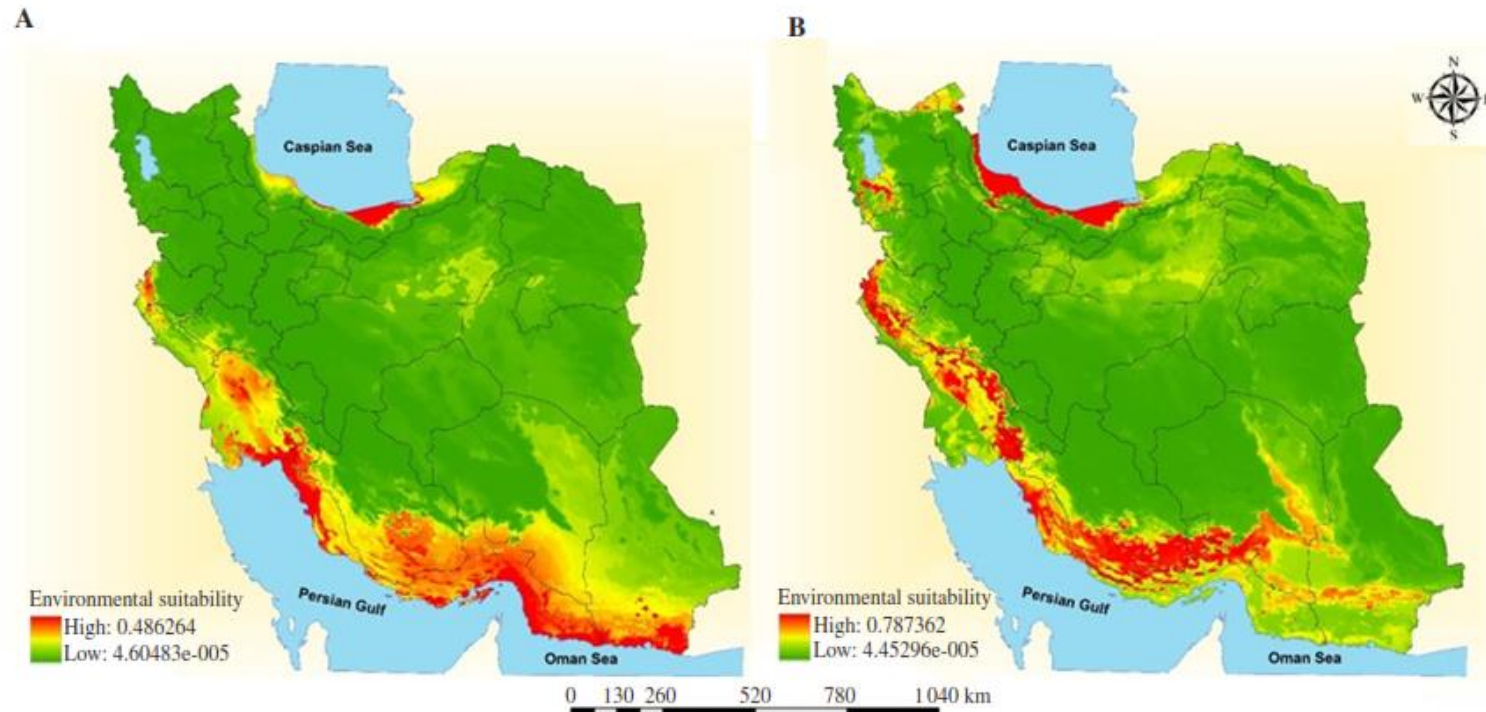 A
B
N
W
E
S
Caspian Sea
Caspian Sea
Environmental suitability
High: 0.486264
Low: 4.60483e-005
Persian Gulf
Oman Sea
Environmental suitability
High: 0.787362
Low: 4.45296e-005
Persian Gulf
Oman Sea
0 130 260 520 780 1 040 km